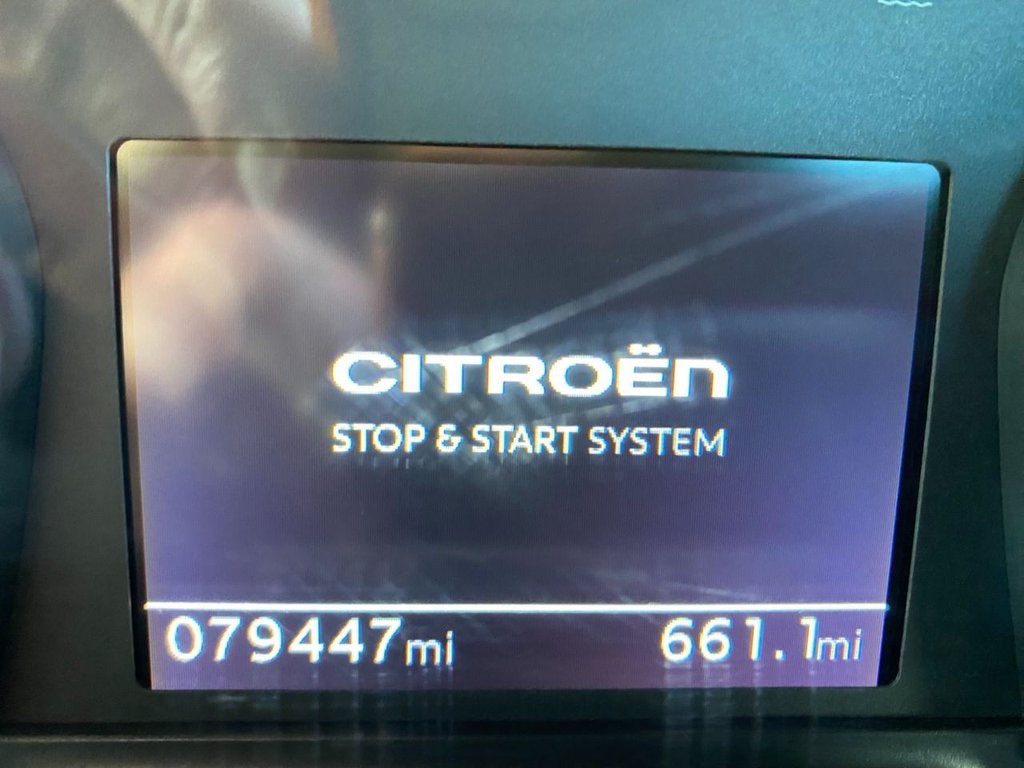 CITROËN
STOP & START SYSTEM
079447mi 661.1mi